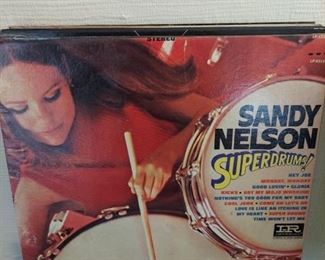 STEREO
SANDY
NELSON
SUPERDRUMS!
HEY JOE
MONDAY, MONDAY
GOOD LOVIN' • GLORIA
KICKS • GOT MY MOJO WORKING
NOTHING'S TOO GOOD FOR MY BABY
COOL JERK • COME ON LET'S GO
LOVE IS LIKE AN ITCHING IN
MY HEART • SUPER DRUMS
TIME WON'T LET ME
IR